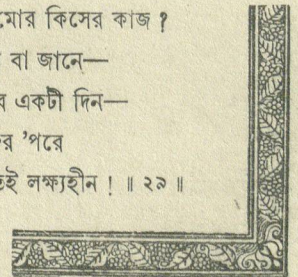 মোর কিসের কাজ ?
বা জানে—
একটী দিন—
’পরে
লক্ষ্যহীন ! ॥ ২৯ ॥